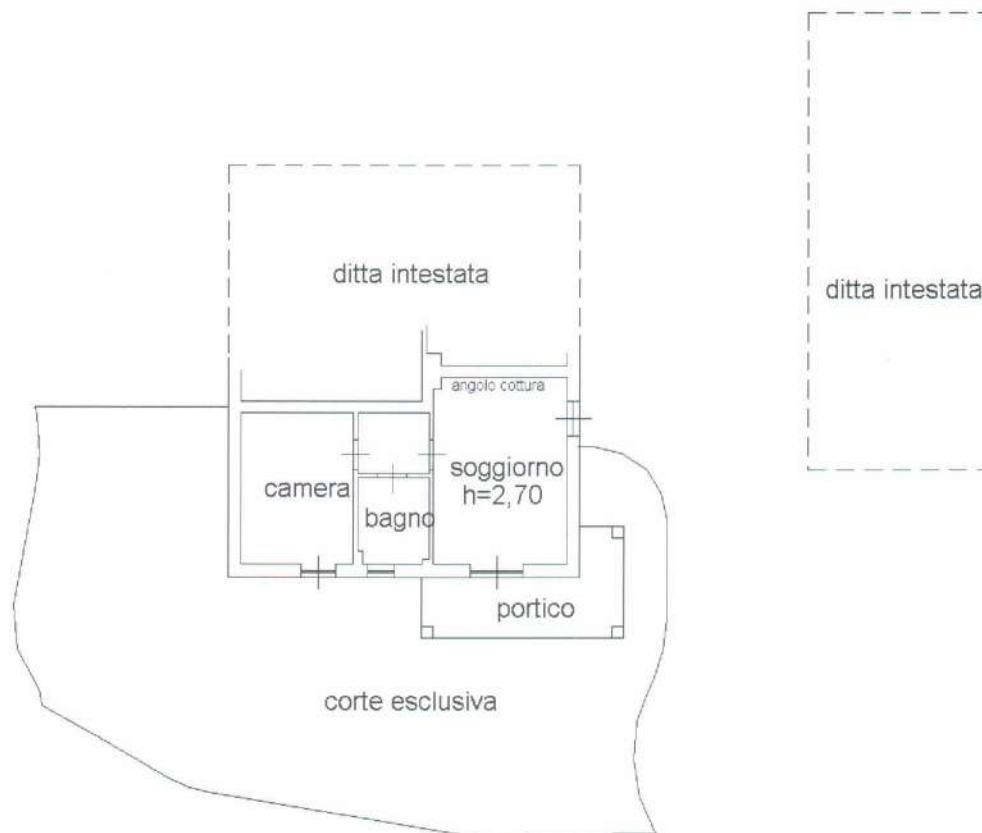 ditta intestata
ditta intestata
angolo cottura
soggiorno
h=2,70
camera
bagno
portico
corte esclusiva